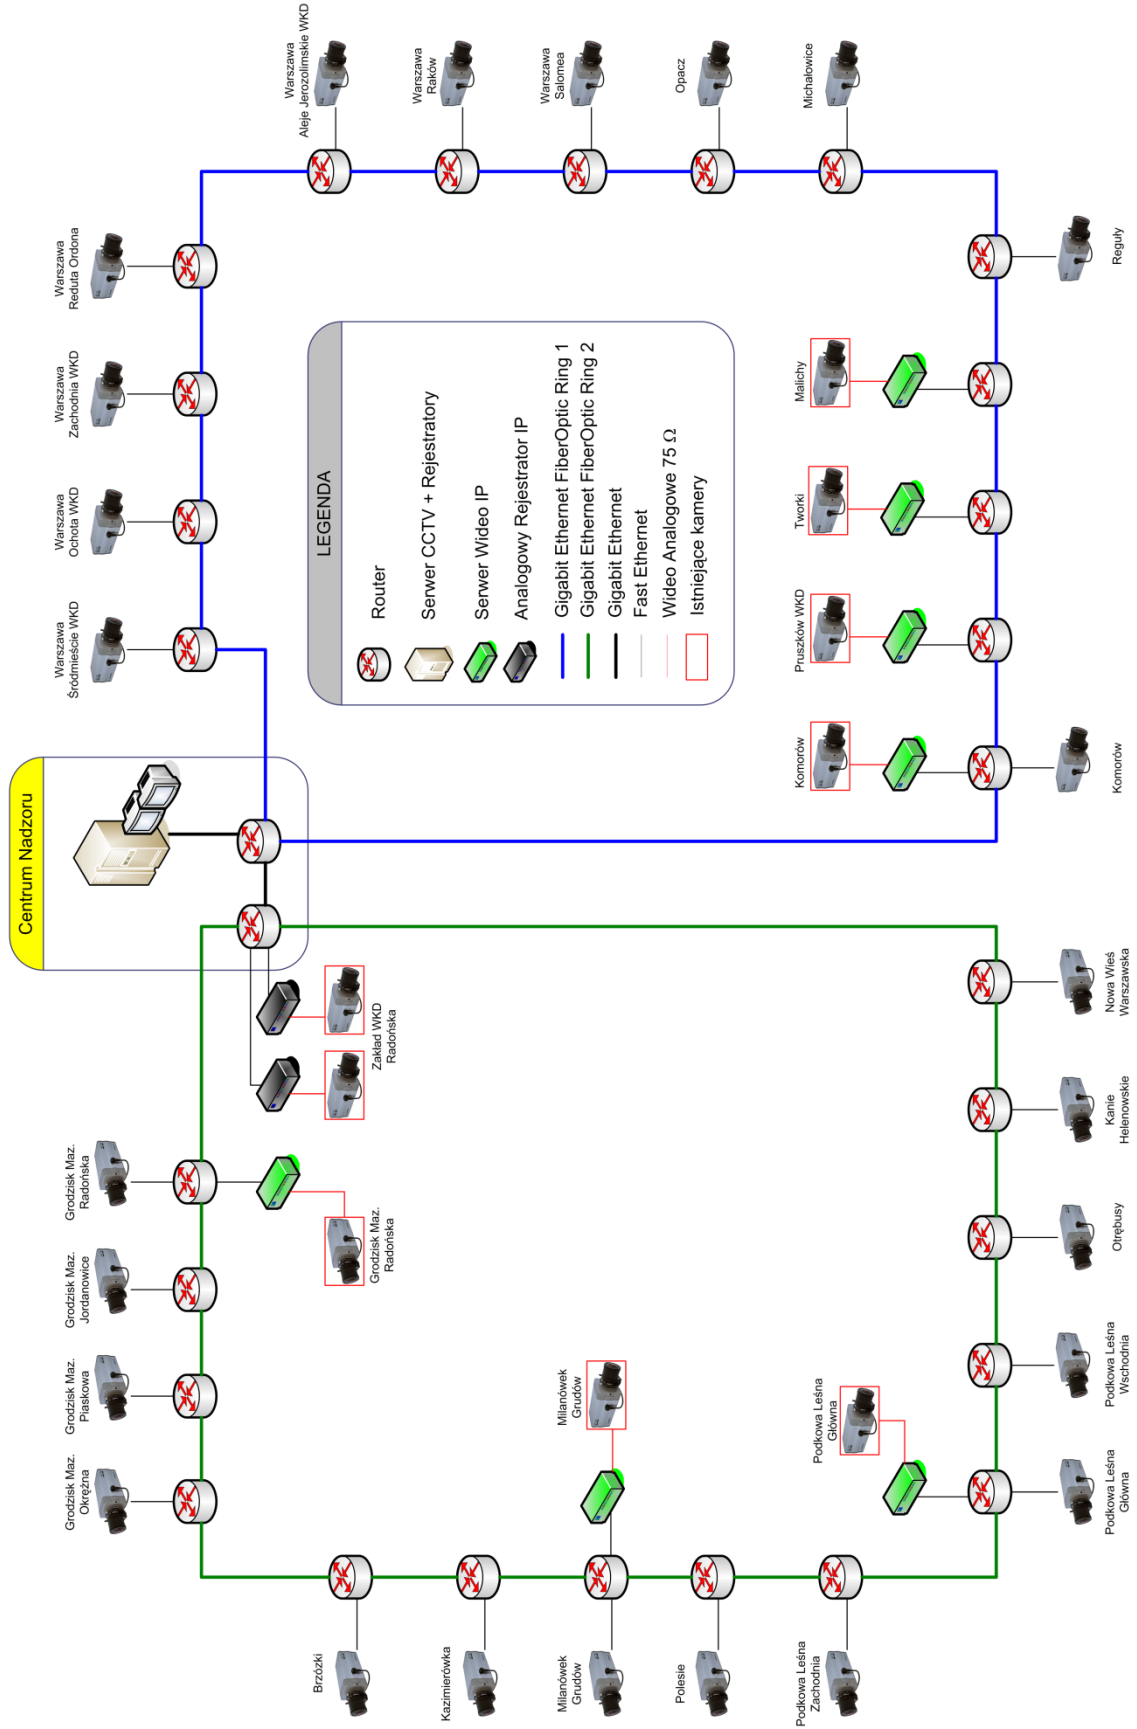 Centrum Nadzoru
Grodzisk Maz.
Okrężna
Grodzisk Maz.
Piaskowa
Grodzisk Maz.
Jordanowice
Grodzisk Maz.
Radońska
Warszawa
Śródmieście WKD
Warszawa
Ochota WKD
Warszawa
Zachodnia WKD
Warszawa
Reduta Ordona
Grodzisk Maz.
Radońska
Zakład WKD
Radońska
Brzózki
Kazimierówka
Milanówek
Grudów
Polesie
Podkowa Leśna
Zachodnia
Milanówek
Grudów
Podkowa Leśna
Główna
LEGENDA
Router
Serwer CCTV + Rejestratory
Serwer Wideo IP
Analogowy Rejestrator IP
Gigabit Ethernet FiberOptic Ring 1
Gigabit Ethernet FiberOptic Ring 2
Gigabit Ethernet
Fast Ethernet
Wideo Analogowe 75 Ω
Istniejące kamery
Warszawa
Aleje Jerozolimskie WKD
Warszawa
Raków
Warszawa
Salomea
Opacz
Michałowice
Komorów
Pruszków WKD
Tworki
Malichy
Podkowa Leśna
Główna
Podkowa Leśna
Wschodnia
Otrębusy
Kanie
Helenowskie
Nowa Wieś
Warszawska
Komorów
Reguły